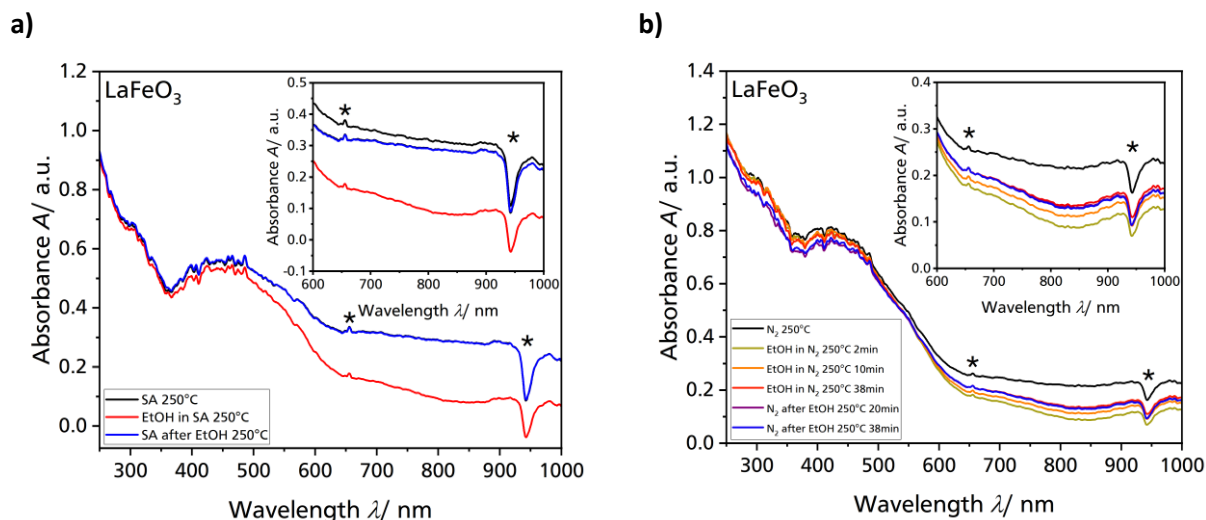 a)
LaFeO₃
Absorbance A/ a.u.
1.2
1.0
0.8
0.6
0.4
0.2
0.0
250 300 400 500 600 700 800 900 1000
Wavelength λ/ nm
SA 250°C
EtOH in SA 250°C
SA after EtOH 250°C
* *
Absorbance A/ a.u.
0.5
0.4
0.3
0.2
0.1
0.0
-0.1
600 700 800 900 1000
Wavelength λ/ nm
* *
b)
LaFeO₃
Absorbance A/ a.u.
1.4
1.2
1.0
0.8
0.6
0.4
0.2
0.0
300 400 500 600 700 800 900 1000
Wavelength λ/ nm
N₂ 250°C
EtOH in N₂ 250°C 2min
EtOH in N₂ 250°C 10min
EtOH in N₂ 250°C 38min
N₂ after EtOH 250°C 20min
N₂ after EtOH 250°C 38min
* *
Absorbance A/ a.u.
0.4
0.3
0.2
0.1
0.0
600 700 800 900 1000
Wavelength λ/ nm
* *